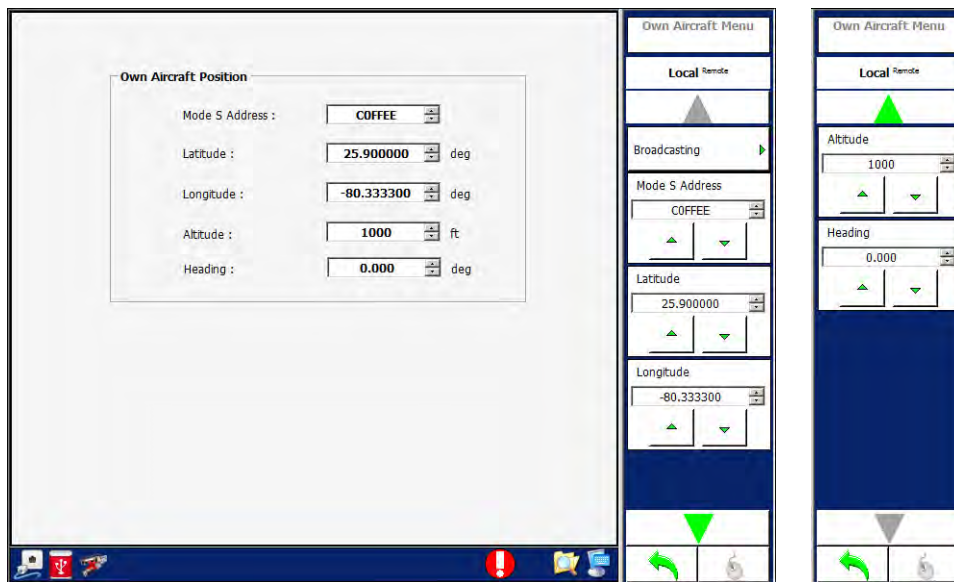 Own Aircraft Position
Mode S Address : C0FFEE
Latitude : 25.900000 deg
Longitude : -80.333300 deg
Altitude : 1000 ft
Heading : 0.000 deg
Own Aircraft Menu
Local Remote
Broadcasting
Mode S Address
C0FFEE
Latitude
25.900000
Longitude
-80.333300
Own Aircraft Menu
Local Remote
Altitude
1000
Heading
0.000